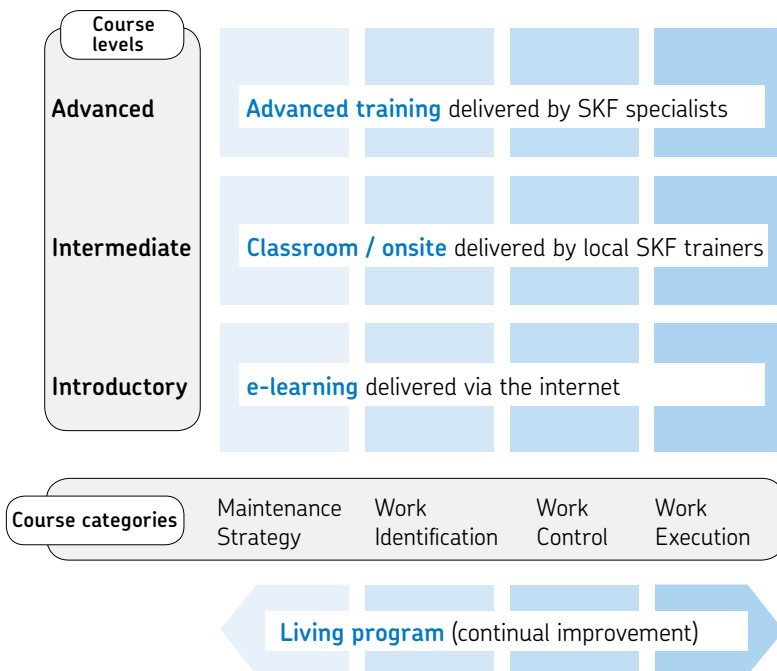 Course
levels
Advanced
Advanced training delivered by SKF specialists
Intermediate
Classroom / onsite delivered by local SKF trainers
Introductory
e-learning delivered via the internet
Course categories
Maintenance
Strategy
Work
Identification
Work
Control
Work
Execution
Living program (continual improvement)